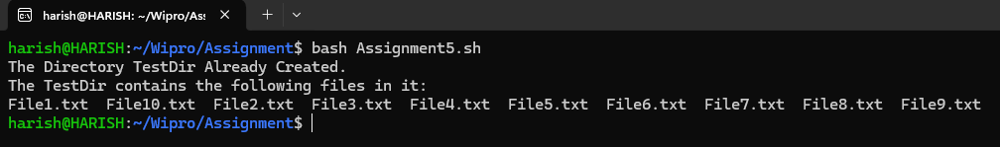 harish@HARISH: ~/Wipro/Ass
harish@HARISH:~/Wipro/Assignment$ bash Assignment5.sh
The Directory TestDir Already Created.
The TestDir contains the following files in it:
File1.txt  File10.txt  File2.txt  File3.txt  File4.txt  File5.txt  File6.txt  File7.txt  File8.txt  File9.txt
harish@HARISH:~/Wipro/Assignment$